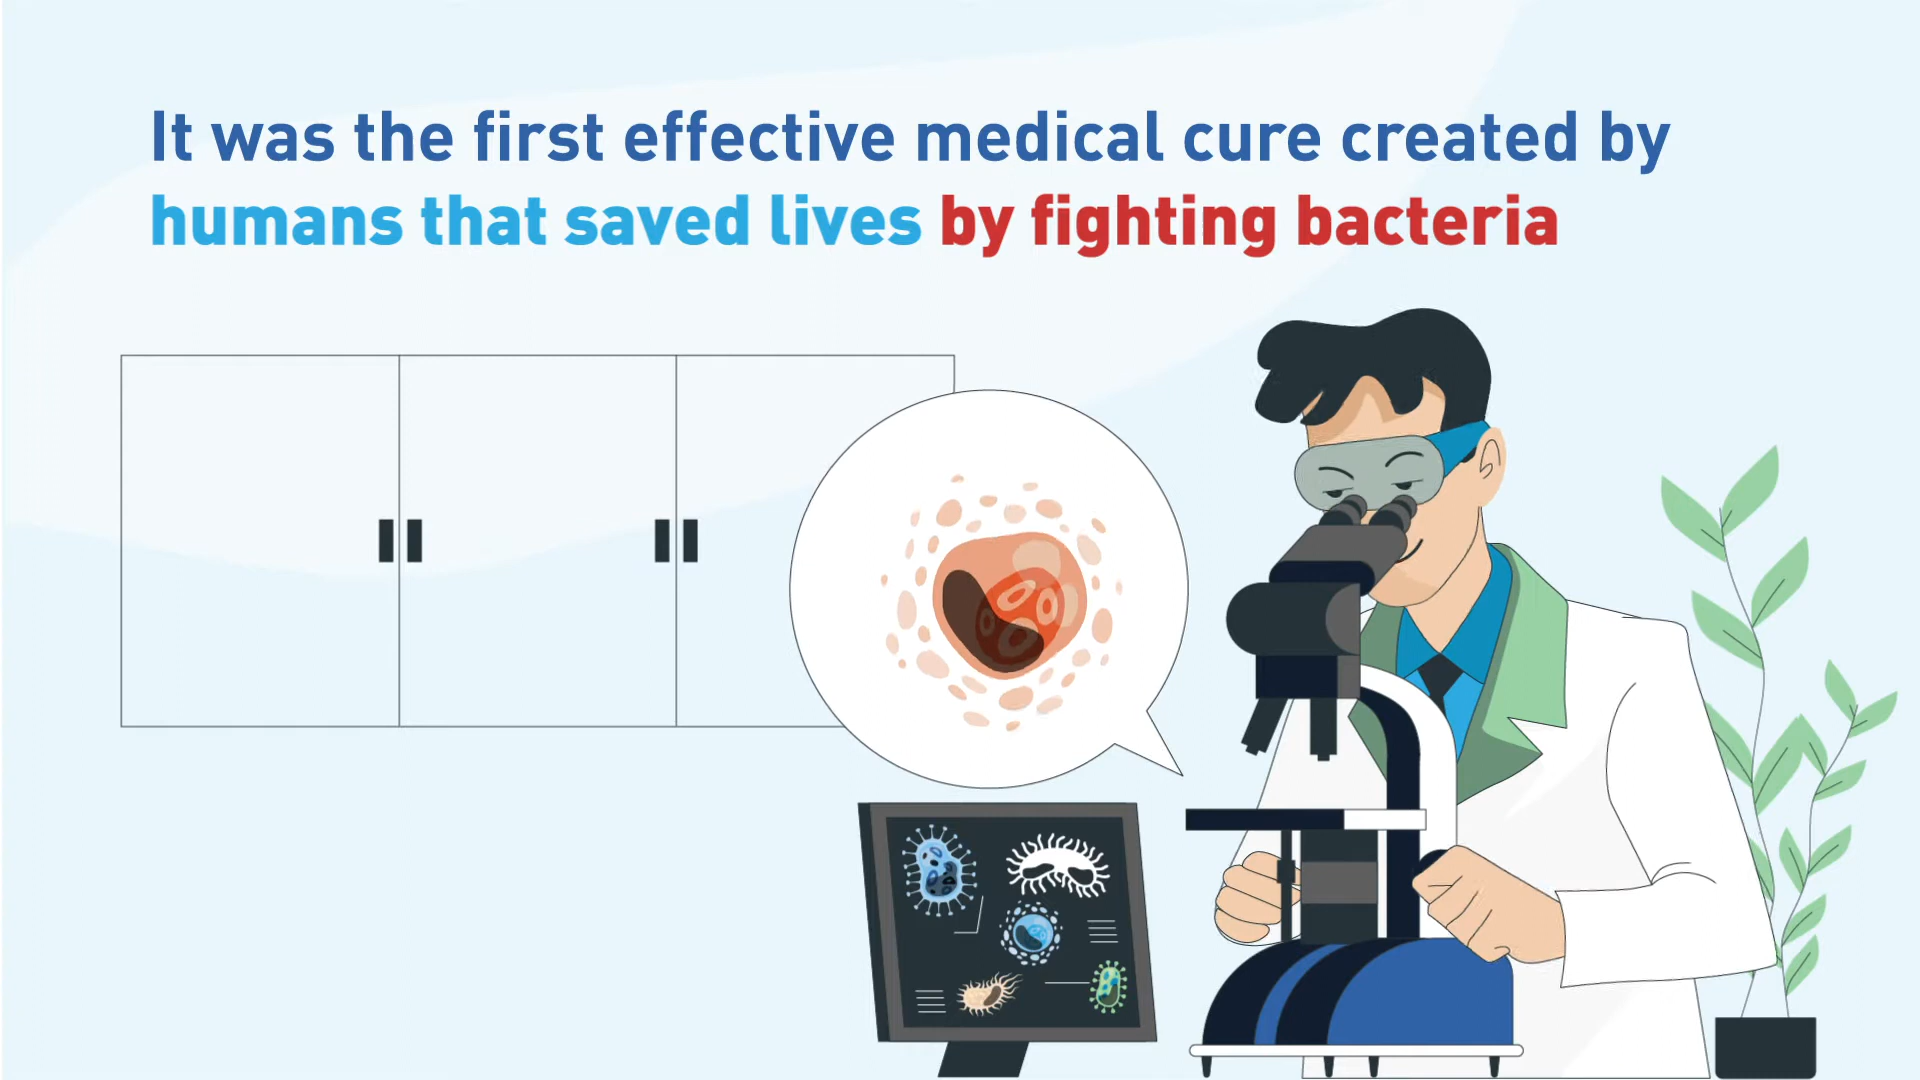 It was the first effective medical cure created by
humans that saved lives by fighting bacteria